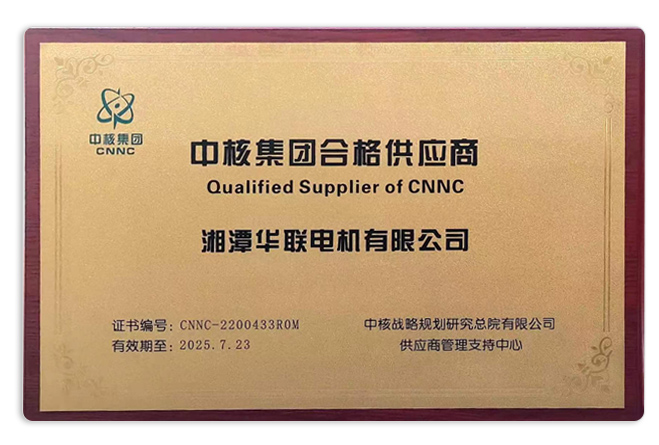 中核集团
CNNC
中核集团合格供应商
Qualified Supplier of CNNC
湘潭华联电机有限公司
证书编号: CNNC-2200433R0M
有效期至: 2025.7.23
中核战略规划研究总院有限公司
供应商管理支持中心